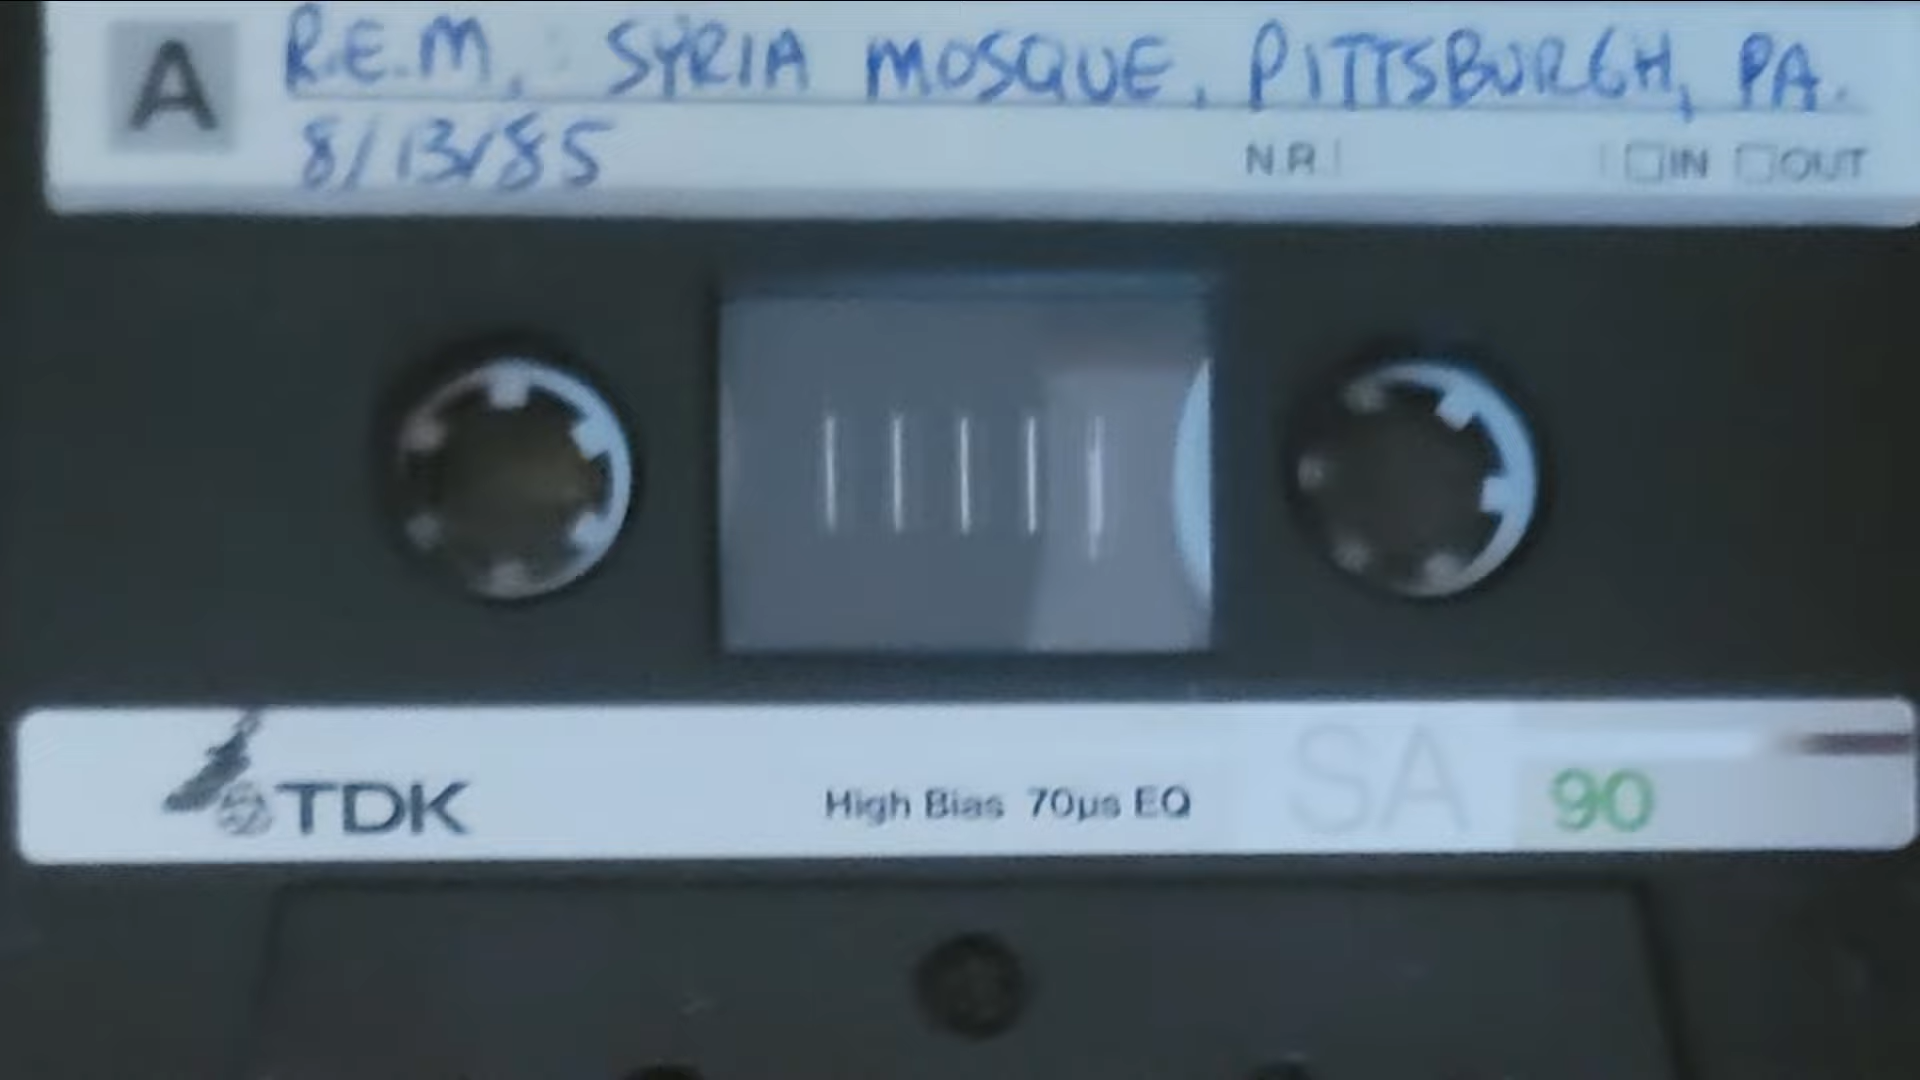 A R.E.M, SYRIA MOSQUE, PITTSBURGH, PA.
8/13/85
N.R. IN OUT
TDK High Bias 70µs EQ SA 90